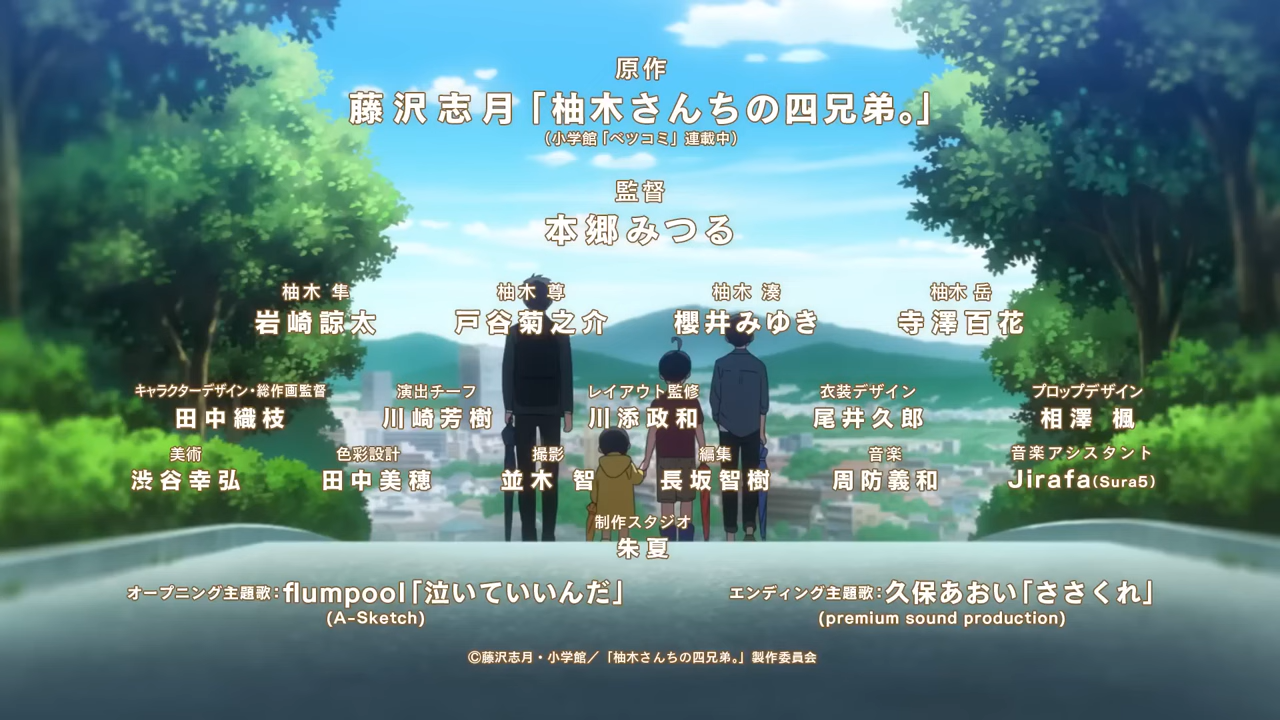 原作
藤沢志月「柚木さんちの四兄弟。」
(小学館「ベツコミ」連載中)
監督
本郷みつる
柚木 隼 柚木 尊 柚木 湊 柚木 岳
岩崎諒太 戸谷菊之介 櫻井みゆき 寺澤百花
キャラクターデザイン・総作画監督 演出チーフ レイアウト監修 衣装デザイン プロップデザイン
田中織枝 川崎芳樹 川添政和 尾井久郎 相澤 楓
美術 色彩設計 撮影 編集 音楽 音楽アシスタント
渋谷幸弘 田中美穂 並木 智 長坂智樹 周防義和 Jirafa(Sura5)
制作スタジオ
朱夏
オープニング主題歌:flumpool「泣いていいんだ」 エンディング主題歌:久保あおい「ささくれ」
(A-Sketch) (premium sound production)
©藤沢志月・小学館/「柚木さんちの四兄弟。」製作委員会